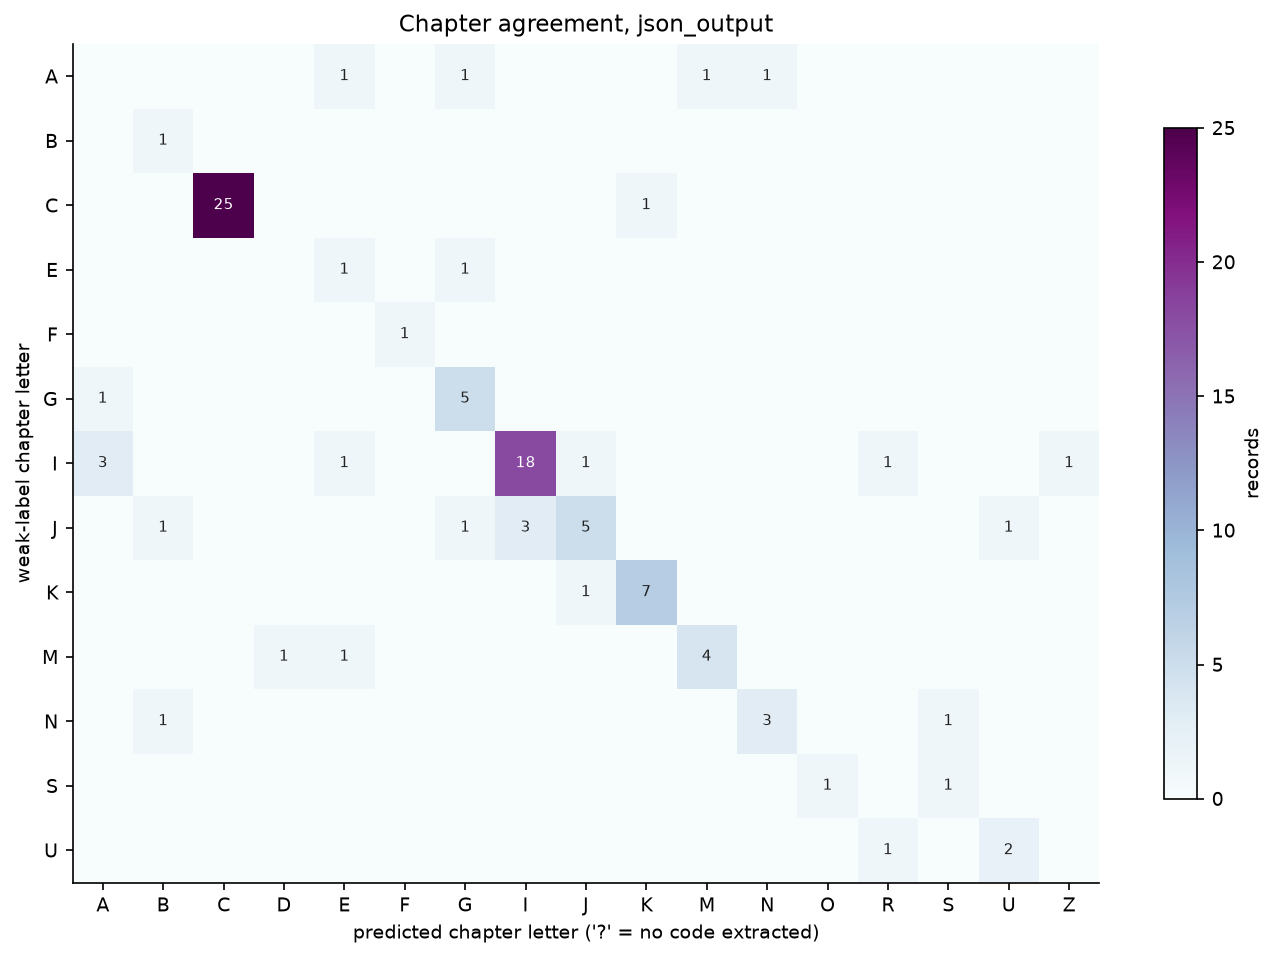 Chapter agreement, json_output
A 1 1 1 1
B 1
C 25 1
E 1 1
F 1
G 1 5
I 3 1 18 1 1 1
J 1 1 3 5 1
K 1 7
M 1 1 4
N 1 3 1
S 1 1
U 1 2
A B C D E F G I J K M N O R S U Z
predicted chapter letter ('?' = no code extracted)
weak-label chapter letter
25
20
15
10
5
0
records